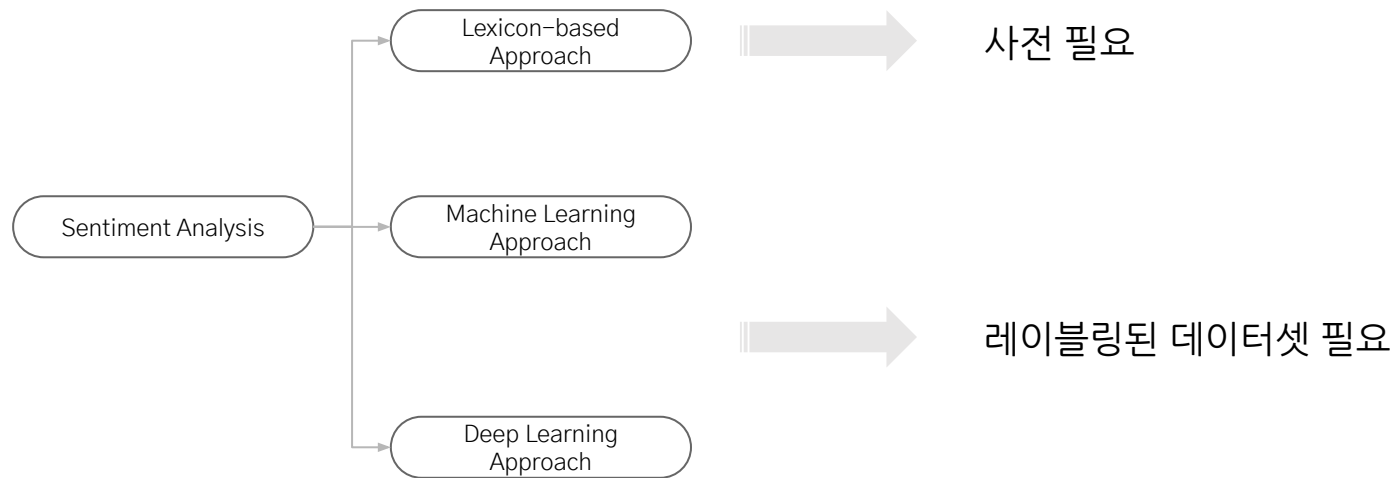 Lexicon-based
Approach
사전 필요
Sentiment Analysis
Machine Learning
Approach
레이블링된 데이터셋 필요
Deep Learning
Approach